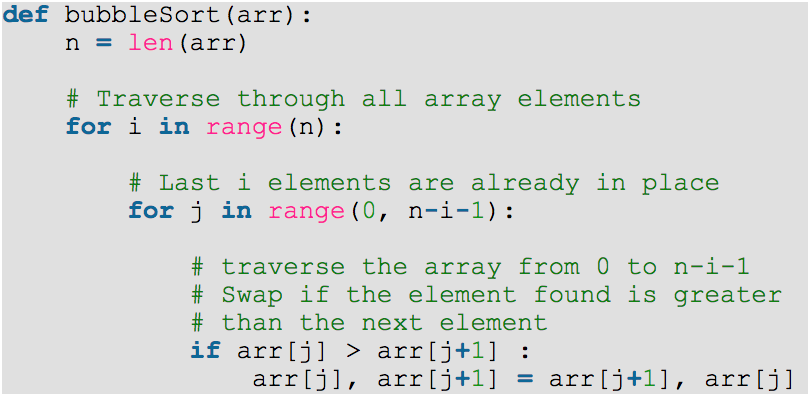 def bubbleSort(arr):
    n = len(arr)
    # Traverse through all array elements
    for i in range(n):
        # Last i elements are already in place
        for j in range(0, n-i-1):
            # traverse the array from 0 to n-i-1
            # Swap if the element found is greater
            # than the next element
            if arr[j] > arr[j+1] :
                arr[j], arr[j+1] = arr[j+1], arr[j]